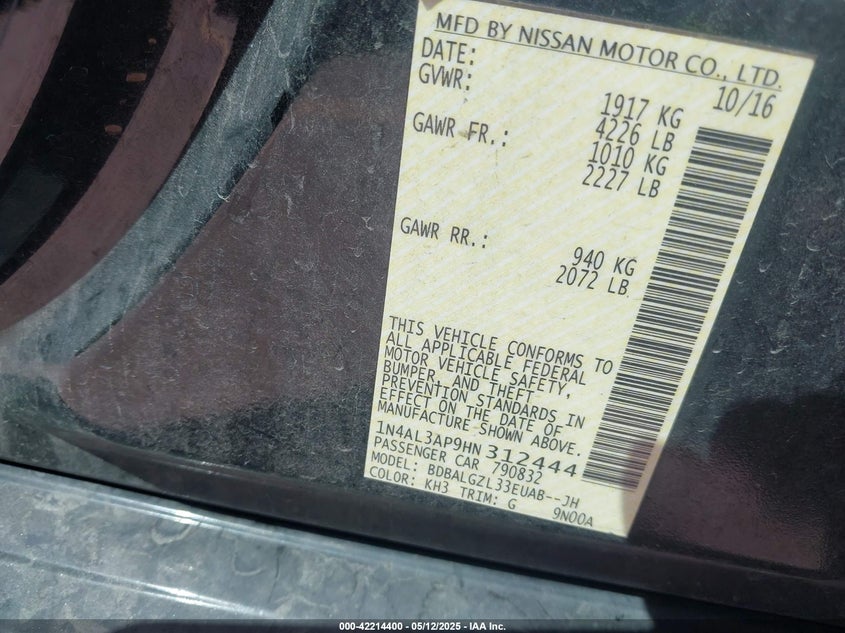 MFD BY NISSAN MOTOR CO., LTD.
DATE: 10/16
GVWR: 1917 KG
4226 LB
GAWR FR.: 1010 KG
2227 LB
GAWR RR.: 940 KG
2072 LB
THIS VEHICLE CONFORMS TO
ALL APPLICABLE FEDERAL
MOTOR VEHICLE SAFETY,
BUMPER, AND THEFT
PREVENTION STANDARDS IN
EFFECT ON THE DATE OF
MANUFACTURE SHOWN ABOVE.
1N4AL3AP9HN 312444
PASSENGER CAR 790832
MODEL: BDBALGZL33EUAB--JH
COLOR: KH3 TRIM: G 9N00A
000-42214400 - 05/12/2025 - IAA Inc.